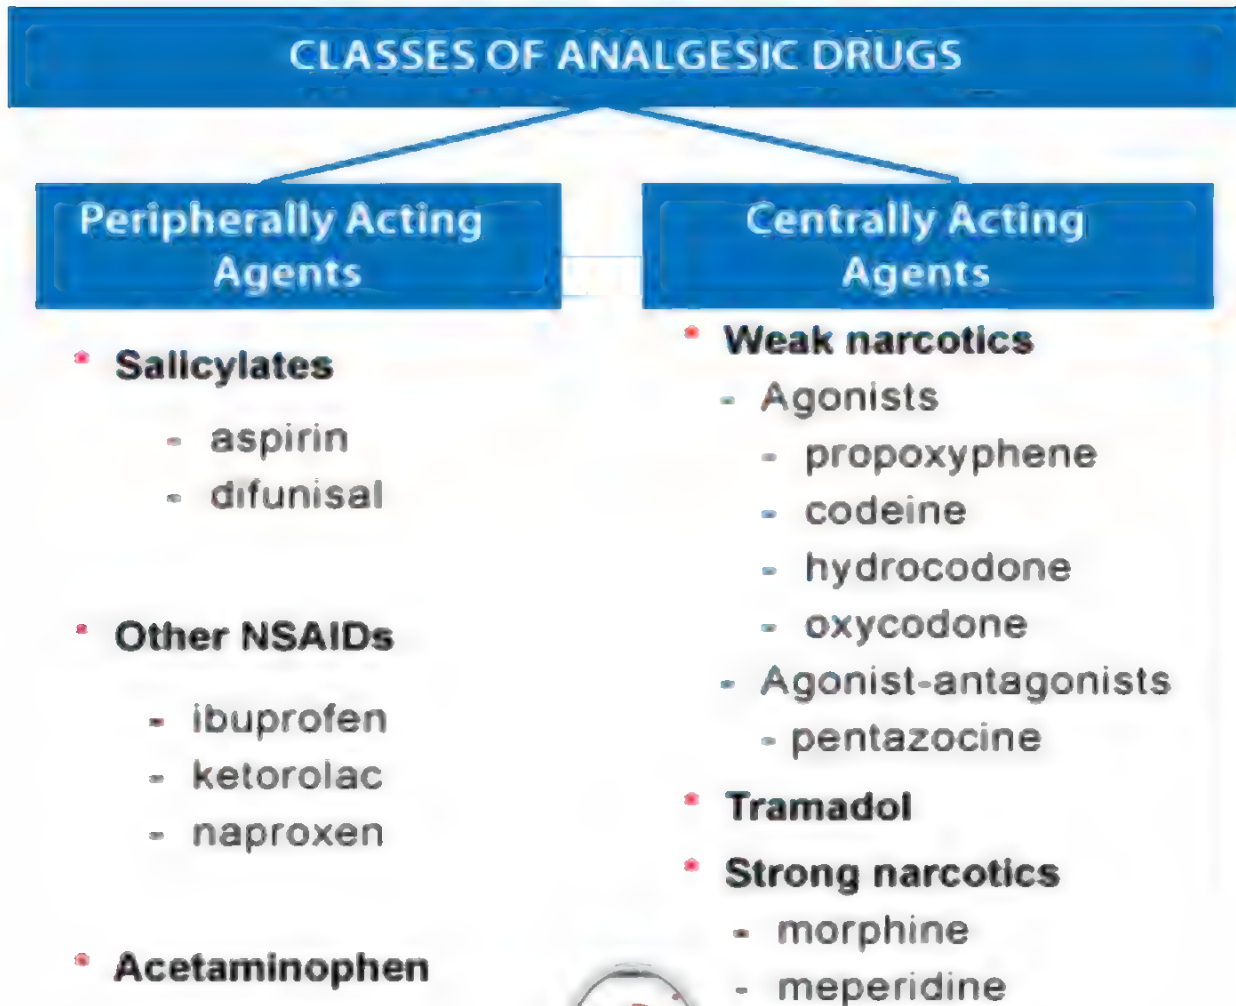 CLASSES OF ANALGESIC DRUGS
Peripherally Acting
Agents
* Salicylates
- aspirin
- difunisal
* Other NSAIDs
- ibuprofen
- ketorolac
- naproxen
* Acetaminophen
Centrally Acting
Agents
* Weak narcotics
- Agonists
- propoxyphene
- codeine
- hydrocodone
- oxycodone
- Agonist-antagonists
- pentazocine
* Tramadol
* Strong narcotics
- morphine
- meperidine